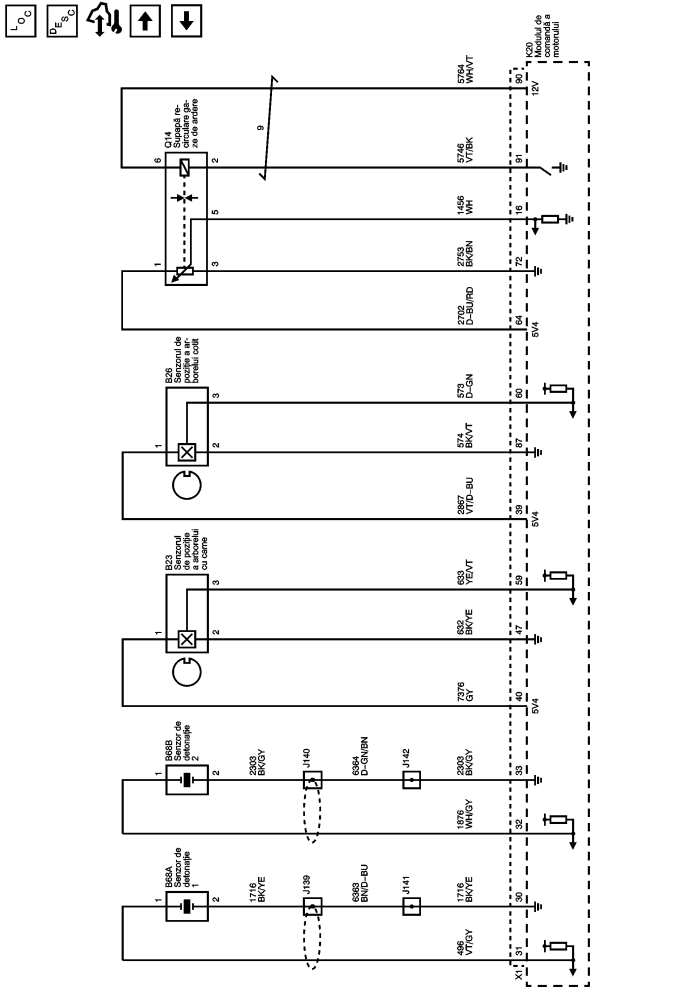 LOC
DESC
K20
Modulul de
comandă a
motorului
X1
90
12V
91
16
72
64
5V4
60
87
39
5V4
59
47
40
5V4
33
32
30
31
5764
WH/VT
5746
VT/BK
1456
WH
2753
BK/BN
2702
D-BU/RD
573
D-GN
574
BK/VT
2867
VT/D-BU
633
YE/VT
632
BK/YE
7376
GY
2303
BK/GY
1876
WH/GY
1716
BK/YE
496
VT/GY
9
Q14
Supapă re-
circulare ga-
ze de ardere
6
2
5
1
3
B26
Senzorul de
poziţie a ar-
borelui cotit
1
3
2
B23
Senzorul
de poziţie
a arborelui
cu came
1
3
2
B68B
Senzor de
detonaţie
2
1
2
2303
BK/GY
J140
6364
D-GN/BN
J142
B68A
Senzor de
detonaţie
1
1
2
1716
BK/YE
J139
6363
BN/D-BU
J141